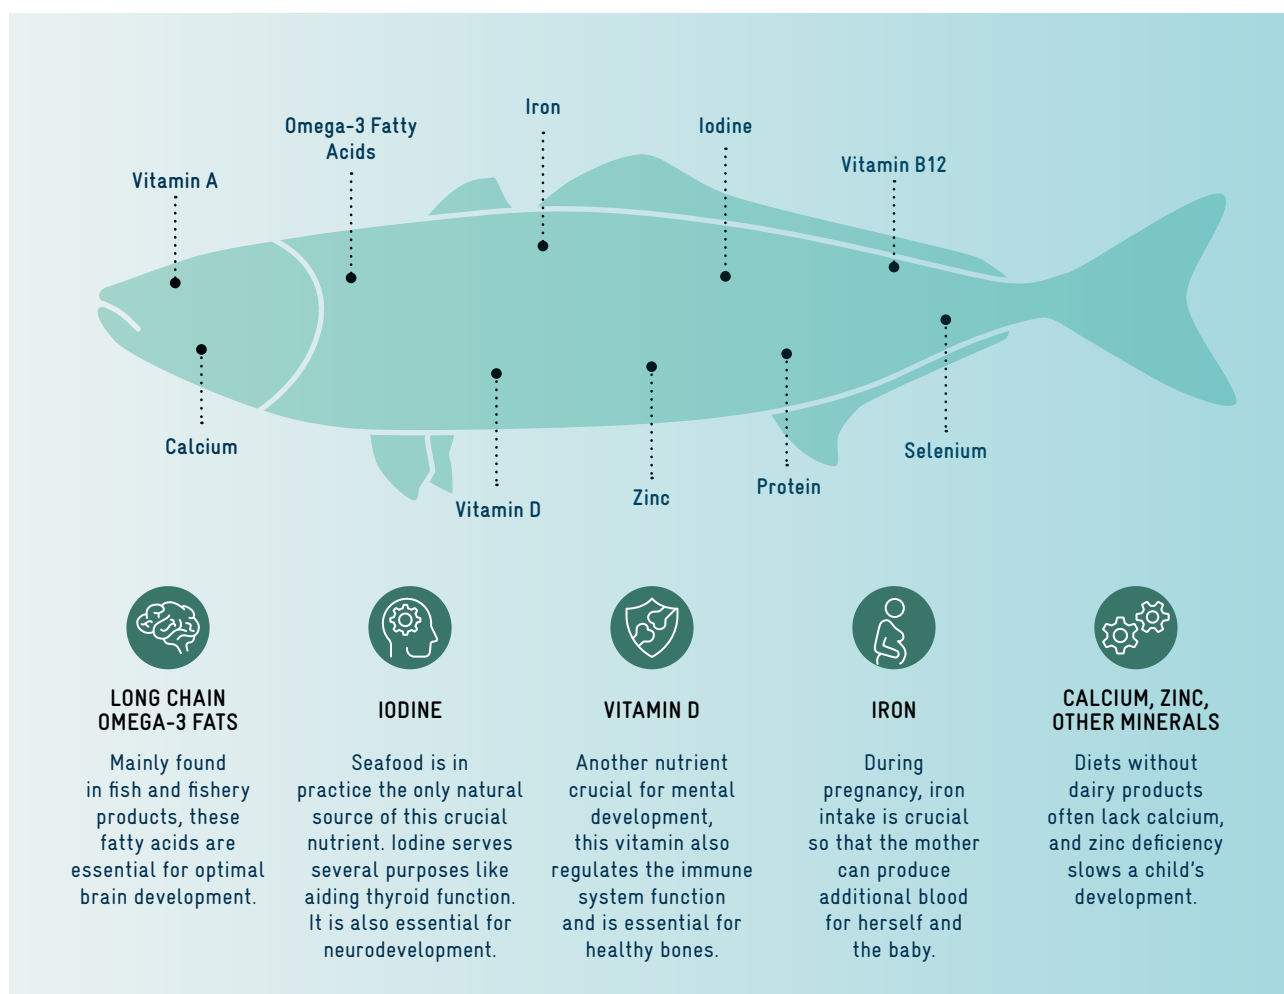 Iron
Omega-3 Fatty
Acids
Iodine
Vitamin B12
Vitamin A
Calcium
Vitamin D
Zinc
Protein
Selenium
LONG CHAIN
OMEGA-3 FATS
Mainly found
in fish and fishery
products, these
fatty acids are
essential for optimal
brain development.
IODINE
Seafood is in
practice the only natural
source of this crucial
nutrient. Iodine serves
several purposes like
aiding thyroid function.
It is also essential for
neurodevelopment.
VITAMIN D
Another nutrient
crucial for mental
development,
this vitamin also
regulates the immune
system function
and is essential for
healthy bones.
IRON
During
pregnancy, iron
intake is crucial
so that the mother
can produce
additional blood
for herself and
the baby.
CALCIUM, ZINC,
OTHER MINERALS
Diets without
dairy products
often lack calcium,
and zinc deficiency
slows a child's
development.